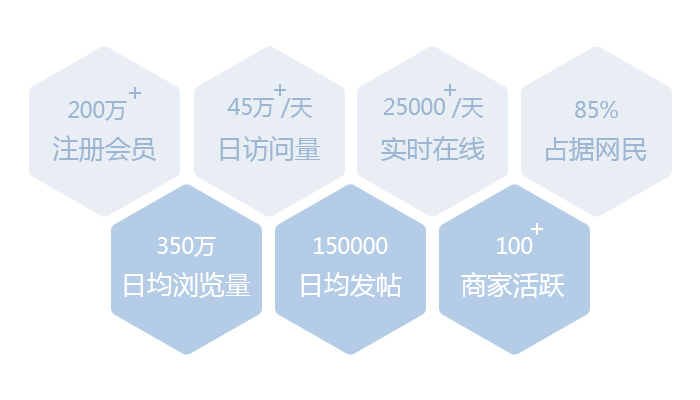 200万+
注册会员
45万+/天
日访问量
25000+/天
实时在线
85%
占据网民
350万
日均浏览量
150000
日均发帖
100+
商家活跃